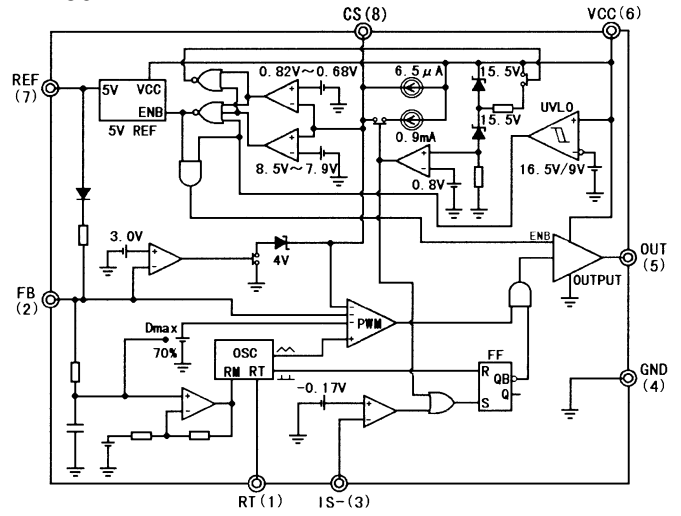 CS(8)
VCC(6)
REF
(7)
5V
VCC
ENB
5V REF
0.82V～0.68V
8.5V～7.9V
6.5μA
0.9mA
15.5V
15.5V
UVLO
16.5V/9V
0.8V
3.0V
4V
ENB
OUTPUT
OUT
(5)
FB
(2)
Dmax
70%
PWM
OSC
RM RT
-0.17V
FF
R
QB
Q
S
GND
(4)
RT(1)
IS-(3)